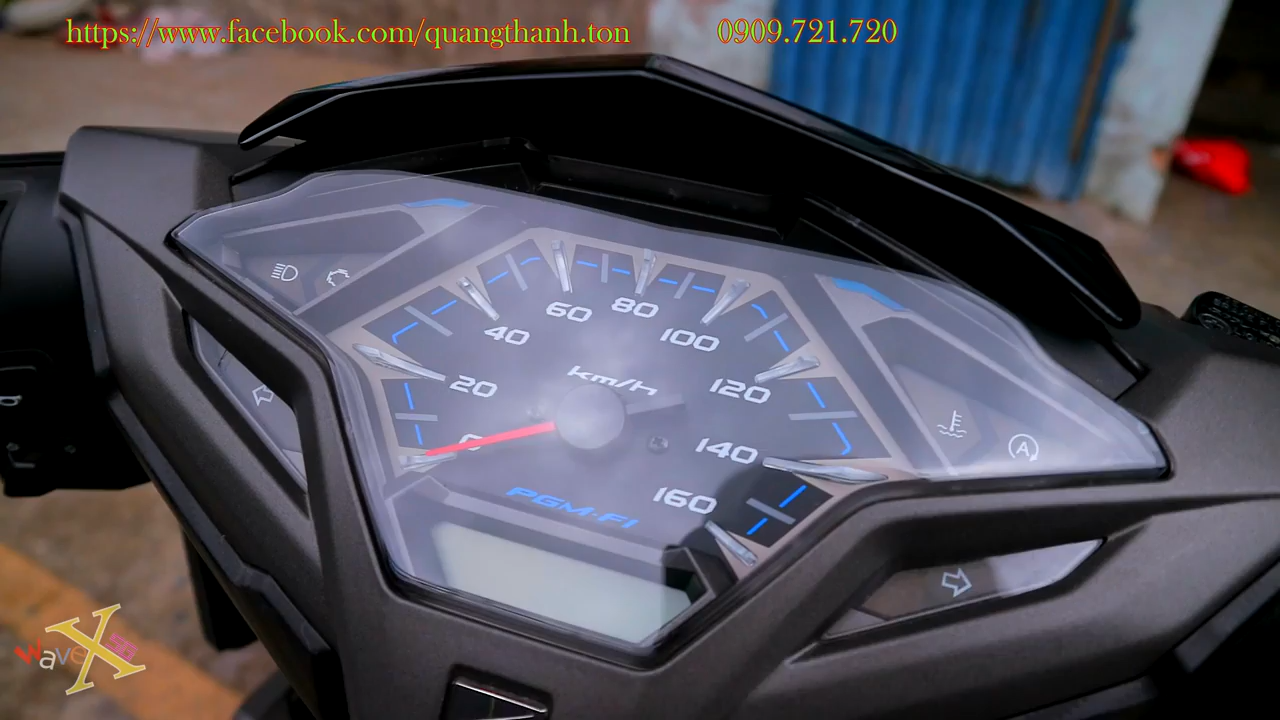 https://www.facebook.com/quangthanh.ton 0909.721.720
60 80
40 100
km/h
20 120
0 140
160
PGM-FI
A
Wave X